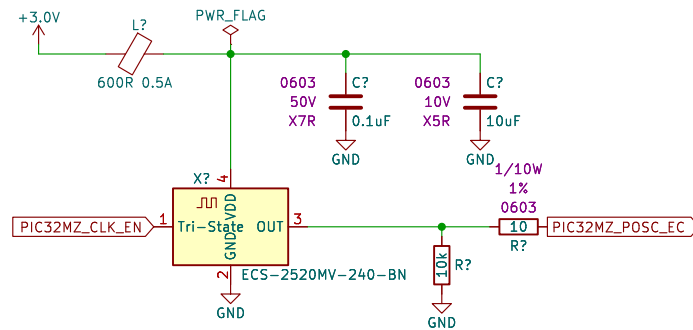 PWR_FLAG
+3.0V
L?
600R 0.5A
0603
50V
X7R
C?
0.1uF
GND
0603
10V
X5R
C?
10uF
GND
X?
4
VDD
PIC32MZ_CLK_EN
1
Tri-State
OUT
3
GND
2
ECS-2520MV-240-BN
GND
1/10W
1%
0603
10
R?
PIC32MZ_POSC_EC
10k
R?
GND